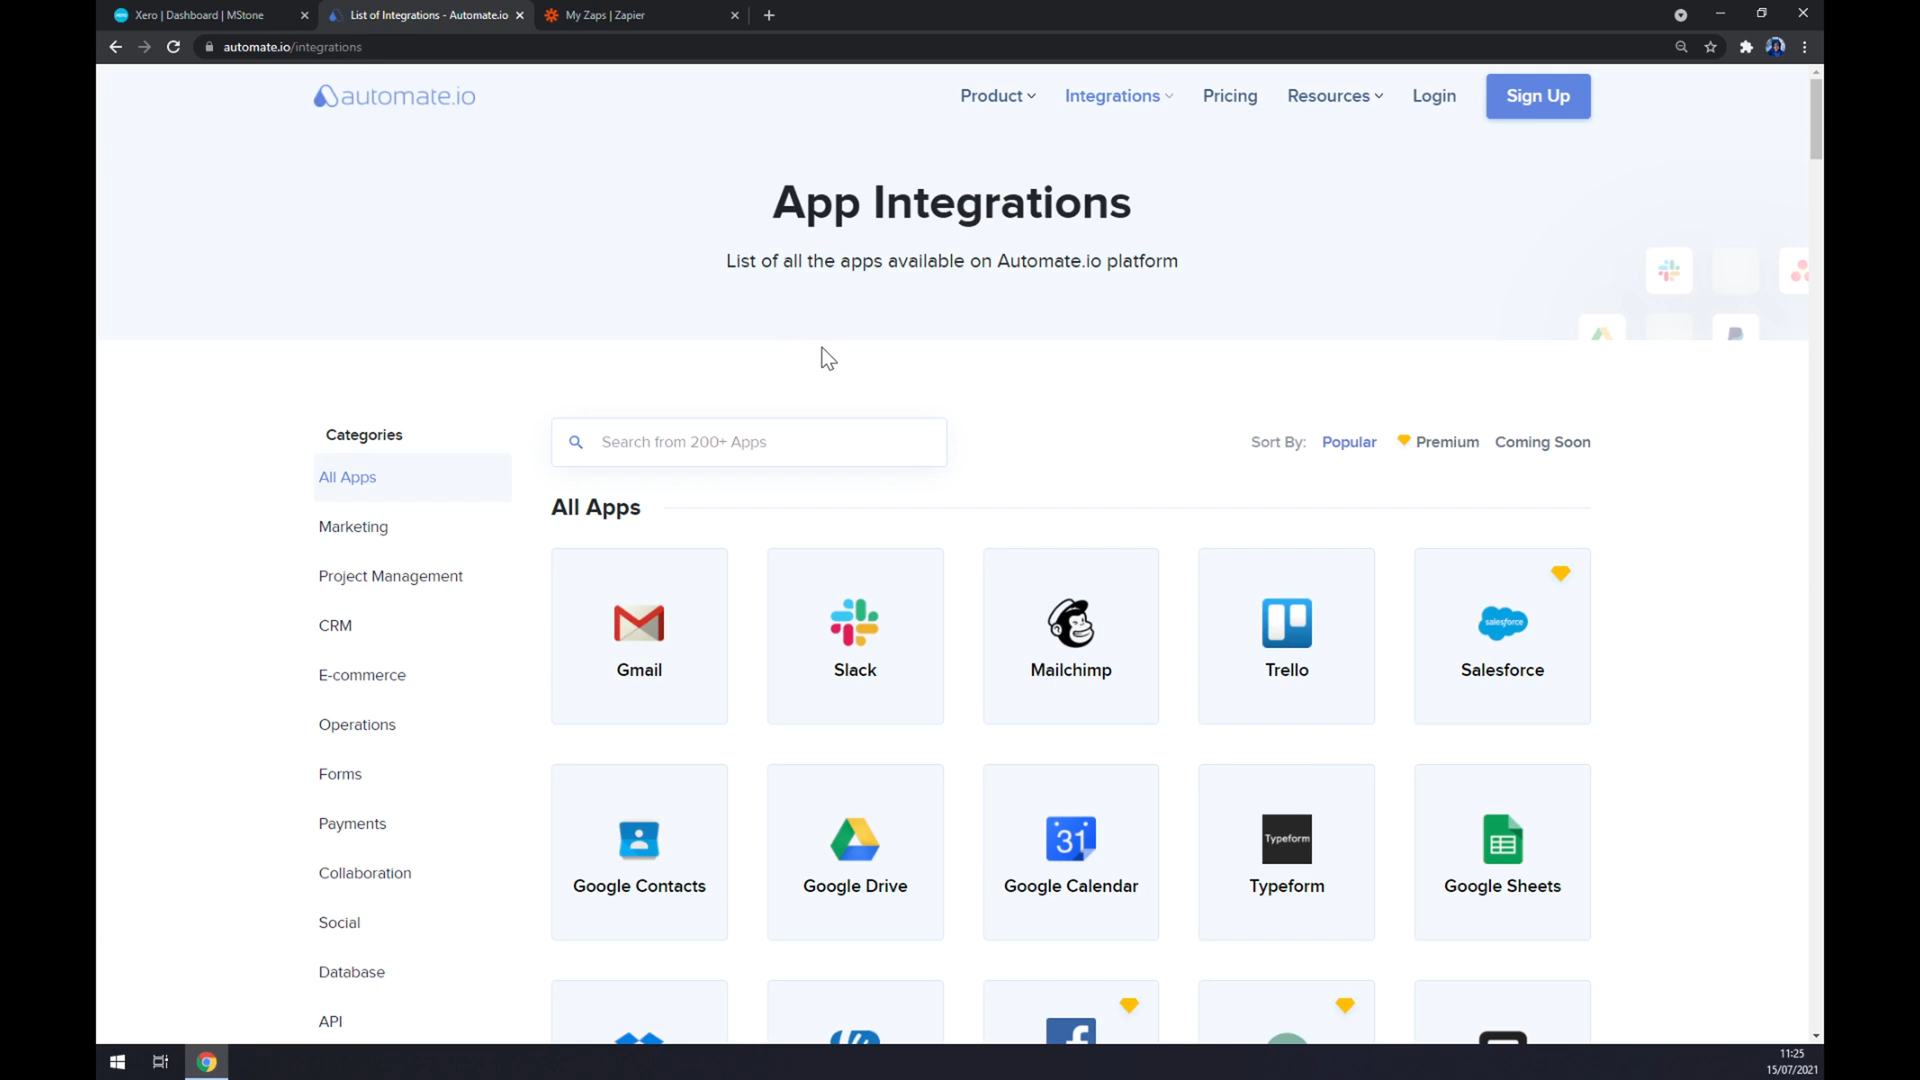 Xero | Dashboard | MStone
List of Integrations - Automate.io
My Zaps | Zapier
automate.io/integrations
automate.io
Product
Integrations
Pricing
Resources
Login
Sign Up
App Integrations
List of all the apps available on Automate.io platform
Categories
All Apps
Marketing
Project Management
CRM
E-commerce
Operations
Forms
Payments
Collaboration
Social
Database
API
Search from 200+ Apps
Sort By: Popular Premium Coming Soon
All Apps
Gmail
Slack
Mailchimp
Trello
salesforce
Salesforce
Google Contacts
Google Drive
31
Google Calendar
Typeform
Typeform
Google Sheets
11:25
15/07/2021